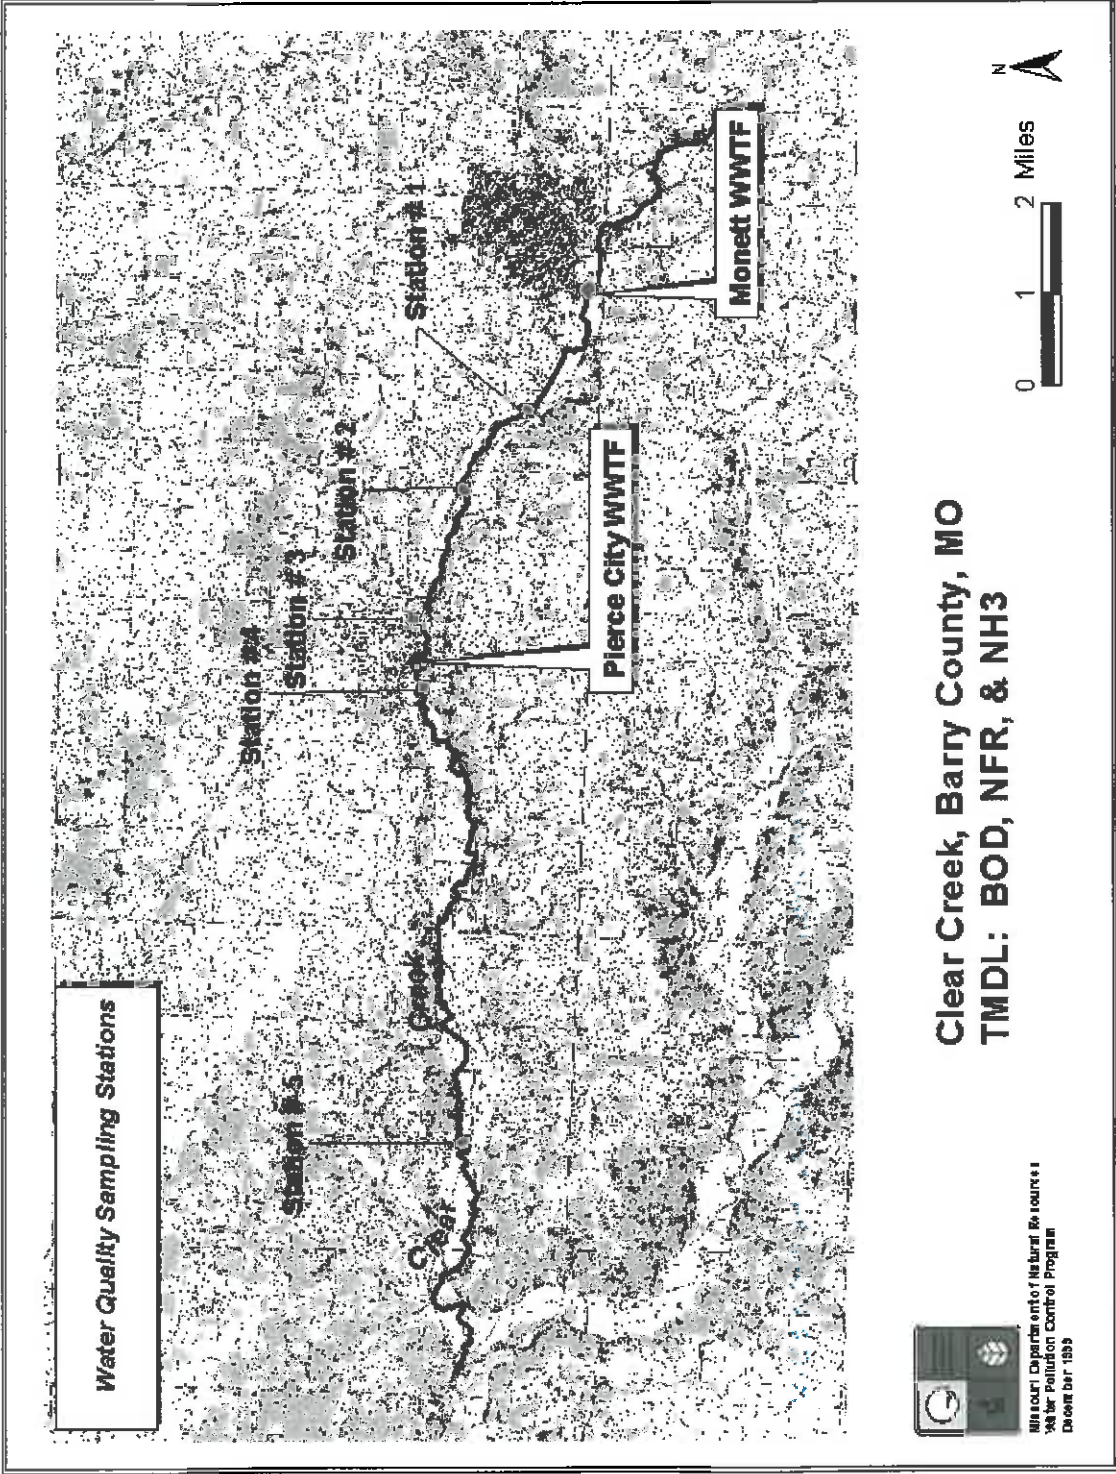 Water Quality Sampling Stations
Station #1
Station #2
Station #3
Station #4
Station #5
Clear
Creek
Pierce City WWTF
Monett WWTF
N
0 1 2 Miles
Clear Creek, Barry County, MO
TMDL: BOD, NFR, & NH3
Missouri Department of Natural Resources
Water Pollution Control Program
December 1999